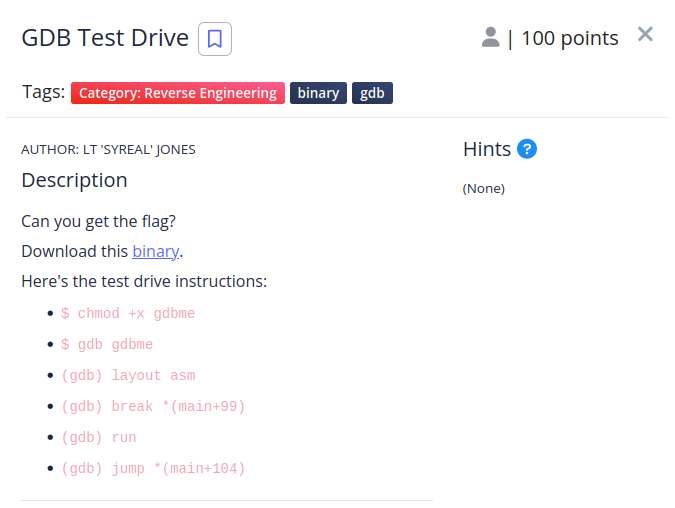 GDB Test Drive
| 100 points
Tags: Category: Reverse Engineering binary gdb
AUTHOR: LT 'SYREAL' JONES
Hints ?
Description
(None)
Can you get the flag?
Download this binary.
Here's the test drive instructions:
• $ chmod +x gdbme
• $ gdb gdbme
• (gdb) layout asm
• (gdb) break *(main+99)
• (gdb) run
• (gdb) jump *(main+104)